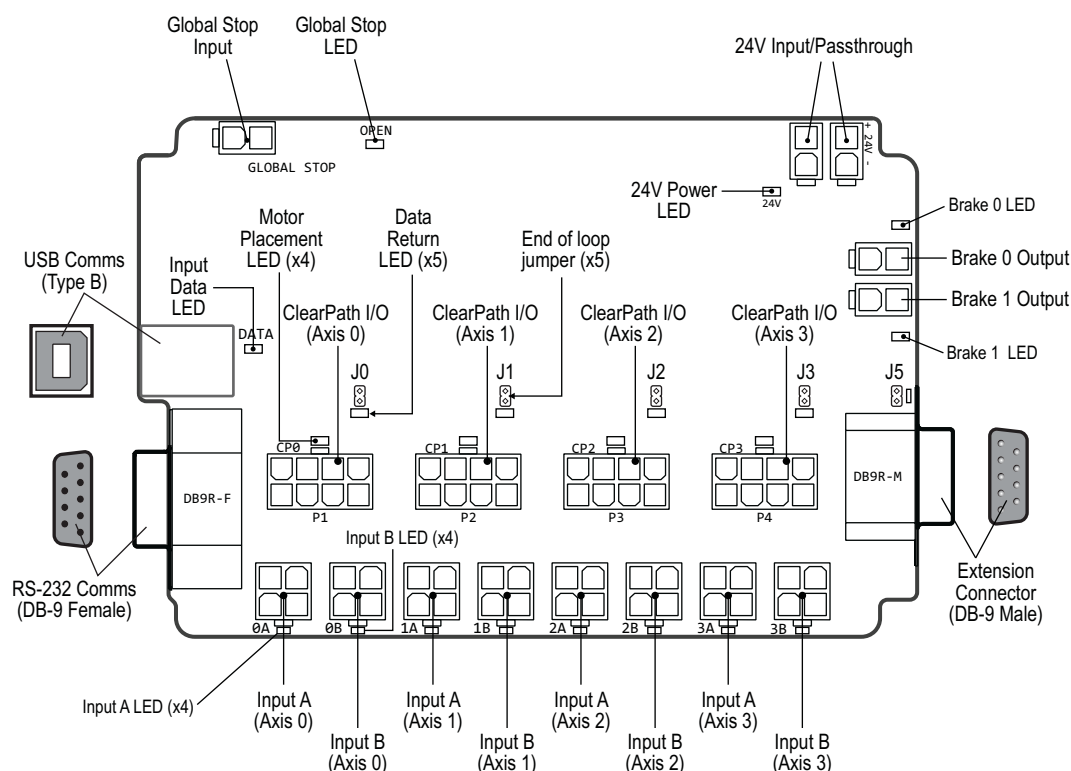 Global Stop
Input
Global Stop
LED
24V Input/Passthrough
OPEN
GLOBAL STOP
+ 24V -
24V Power
LED
24V
Brake 0 LED
Brake 0 Output
Brake 1 Output
Brake 1 LED
Motor
Placement
LED (x4)
Data
Return
LED (x5)
End of loop
jumper (x5)
USB Comms
(Type B)
Input
Data
LED
DATA
ClearPath I/O
(Axis 0)
ClearPath I/O
(Axis 1)
ClearPath I/O
(Axis 2)
ClearPath I/O
(Axis 3)
J0
J1
J2
J3
J5
CP0
CP1
CP2
CP3
DB9R-F
DB9R-M
P1
P2
P3
P4
Input B LED (x4)
RS-232 Comms
(DB-9 Female)
Extension
Connector
(DB-9 Male)
0A
0B
1A
1B
2A
2B
3A
3B
Input A LED (x4)
Input A
(Axis 0)
Input B
(Axis 0)
Input A
(Axis 1)
Input B
(Axis 1)
Input A
(Axis 2)
Input B
(Axis 2)
Input A
(Axis 3)
Input B
(Axis 3)